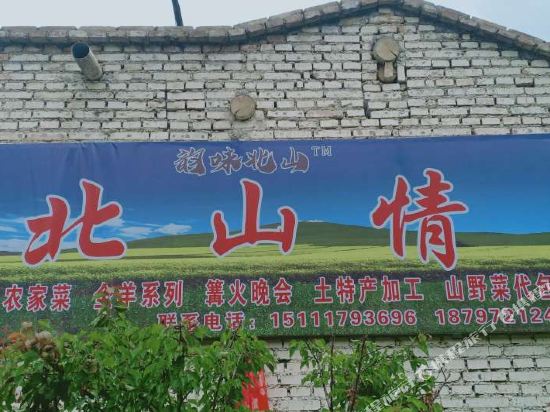 韵味北山™
北山情
农家菜 全羊系列 篝火晚会 土特产加工 山野菜代
联系电话：15111793696 187972124